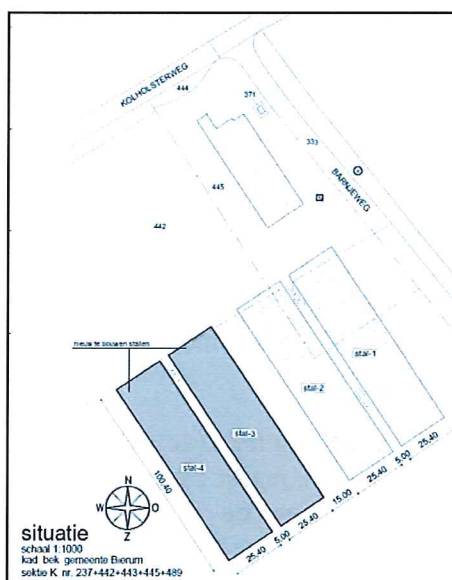 KOLHOLSTERWEG
444
371
333
BARNJEWEG
445
442
nieuw te bouwen stallen
stal-1
stal-2
stal-3
stal-4
100,40
25,40
5,00
25,40
15,00
25,40
5,00
25,40
N
W
O
Z
situatie
schaal 1:1000
kad bek gemeente Bierum
sektie K nr. 237+442+443+445+489